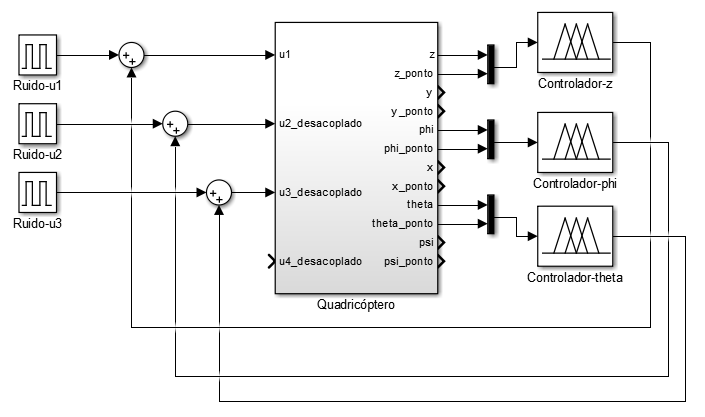 Ruido-u1
Ruido-u2
Ruido-u3
++
++
++
u1
u2_desacoplado
u3_desacoplado
u4_desacoplado
z
z_ponto
y
y_ponto
phi
phi_ponto
x
x_ponto
theta
theta_ponto
psi
psi_ponto
Quadricóptero
Controlador-z
Controlador-phi
Controlador-theta